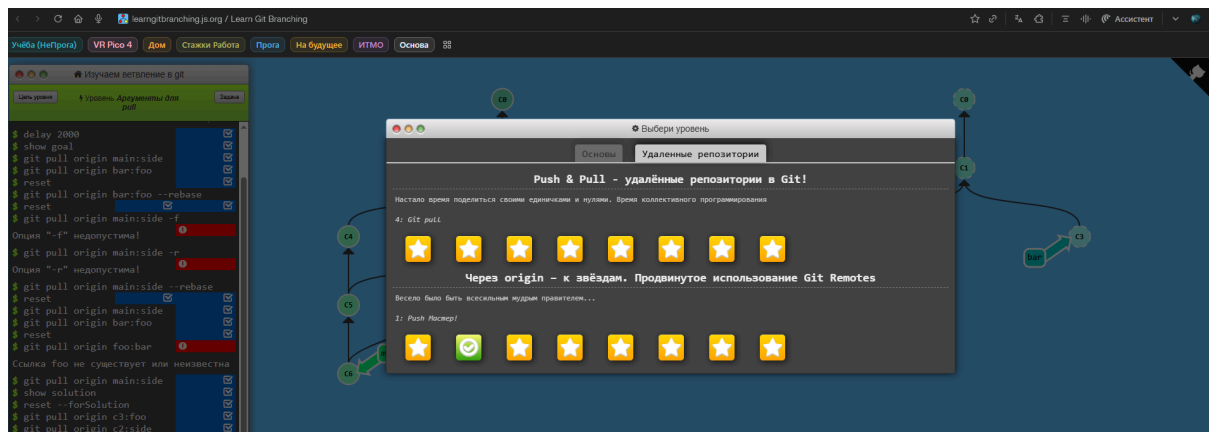 learngitbranching.js.org / Learn Git Branching
Ассистент
Учёба (НеПрога) VR Pico 4 Дом Стажки Работа Прога На будущее ИТМО Основа
Изучаем ветвление в git
Цель уровня
Уровень Аргументы для pull
Задача
$ delay 2000
$ show goal
$ git pull origin main:side
$ git pull origin bar:foo
$ reset
$ git pull origin bar:foo --rebase
$ reset
$ git pull origin main:side -f
Опция "-f" недопустима!
$ git pull origin main:side -r
Опция "-r" недопустима!
$ git pull origin main:side --rebase
$ reset
$ git pull origin main:side
$ git pull origin bar:foo
$ reset
$ git pull origin foo:bar
Ссылка foo не существует или неизвестна
$ git pull origin main:side
$ show solution
$ reset --forSolution
$ git pull origin c3:foo
$ git pull origin c2:side
C0
C4
C5
C6
Выбери уровень
Основы Удаленные репозитории
Push & Pull - удалённые репозитории в Git!
Настало время поделиться своими единичками и нулями. Время коллективного программирования
4: Git pull
Через origin – к звёздам. Продвинутое использование Git Remotes
Весело было быть всесильным мудрым правителем...
1: Push Мастер!
C0
C1
C3
bar